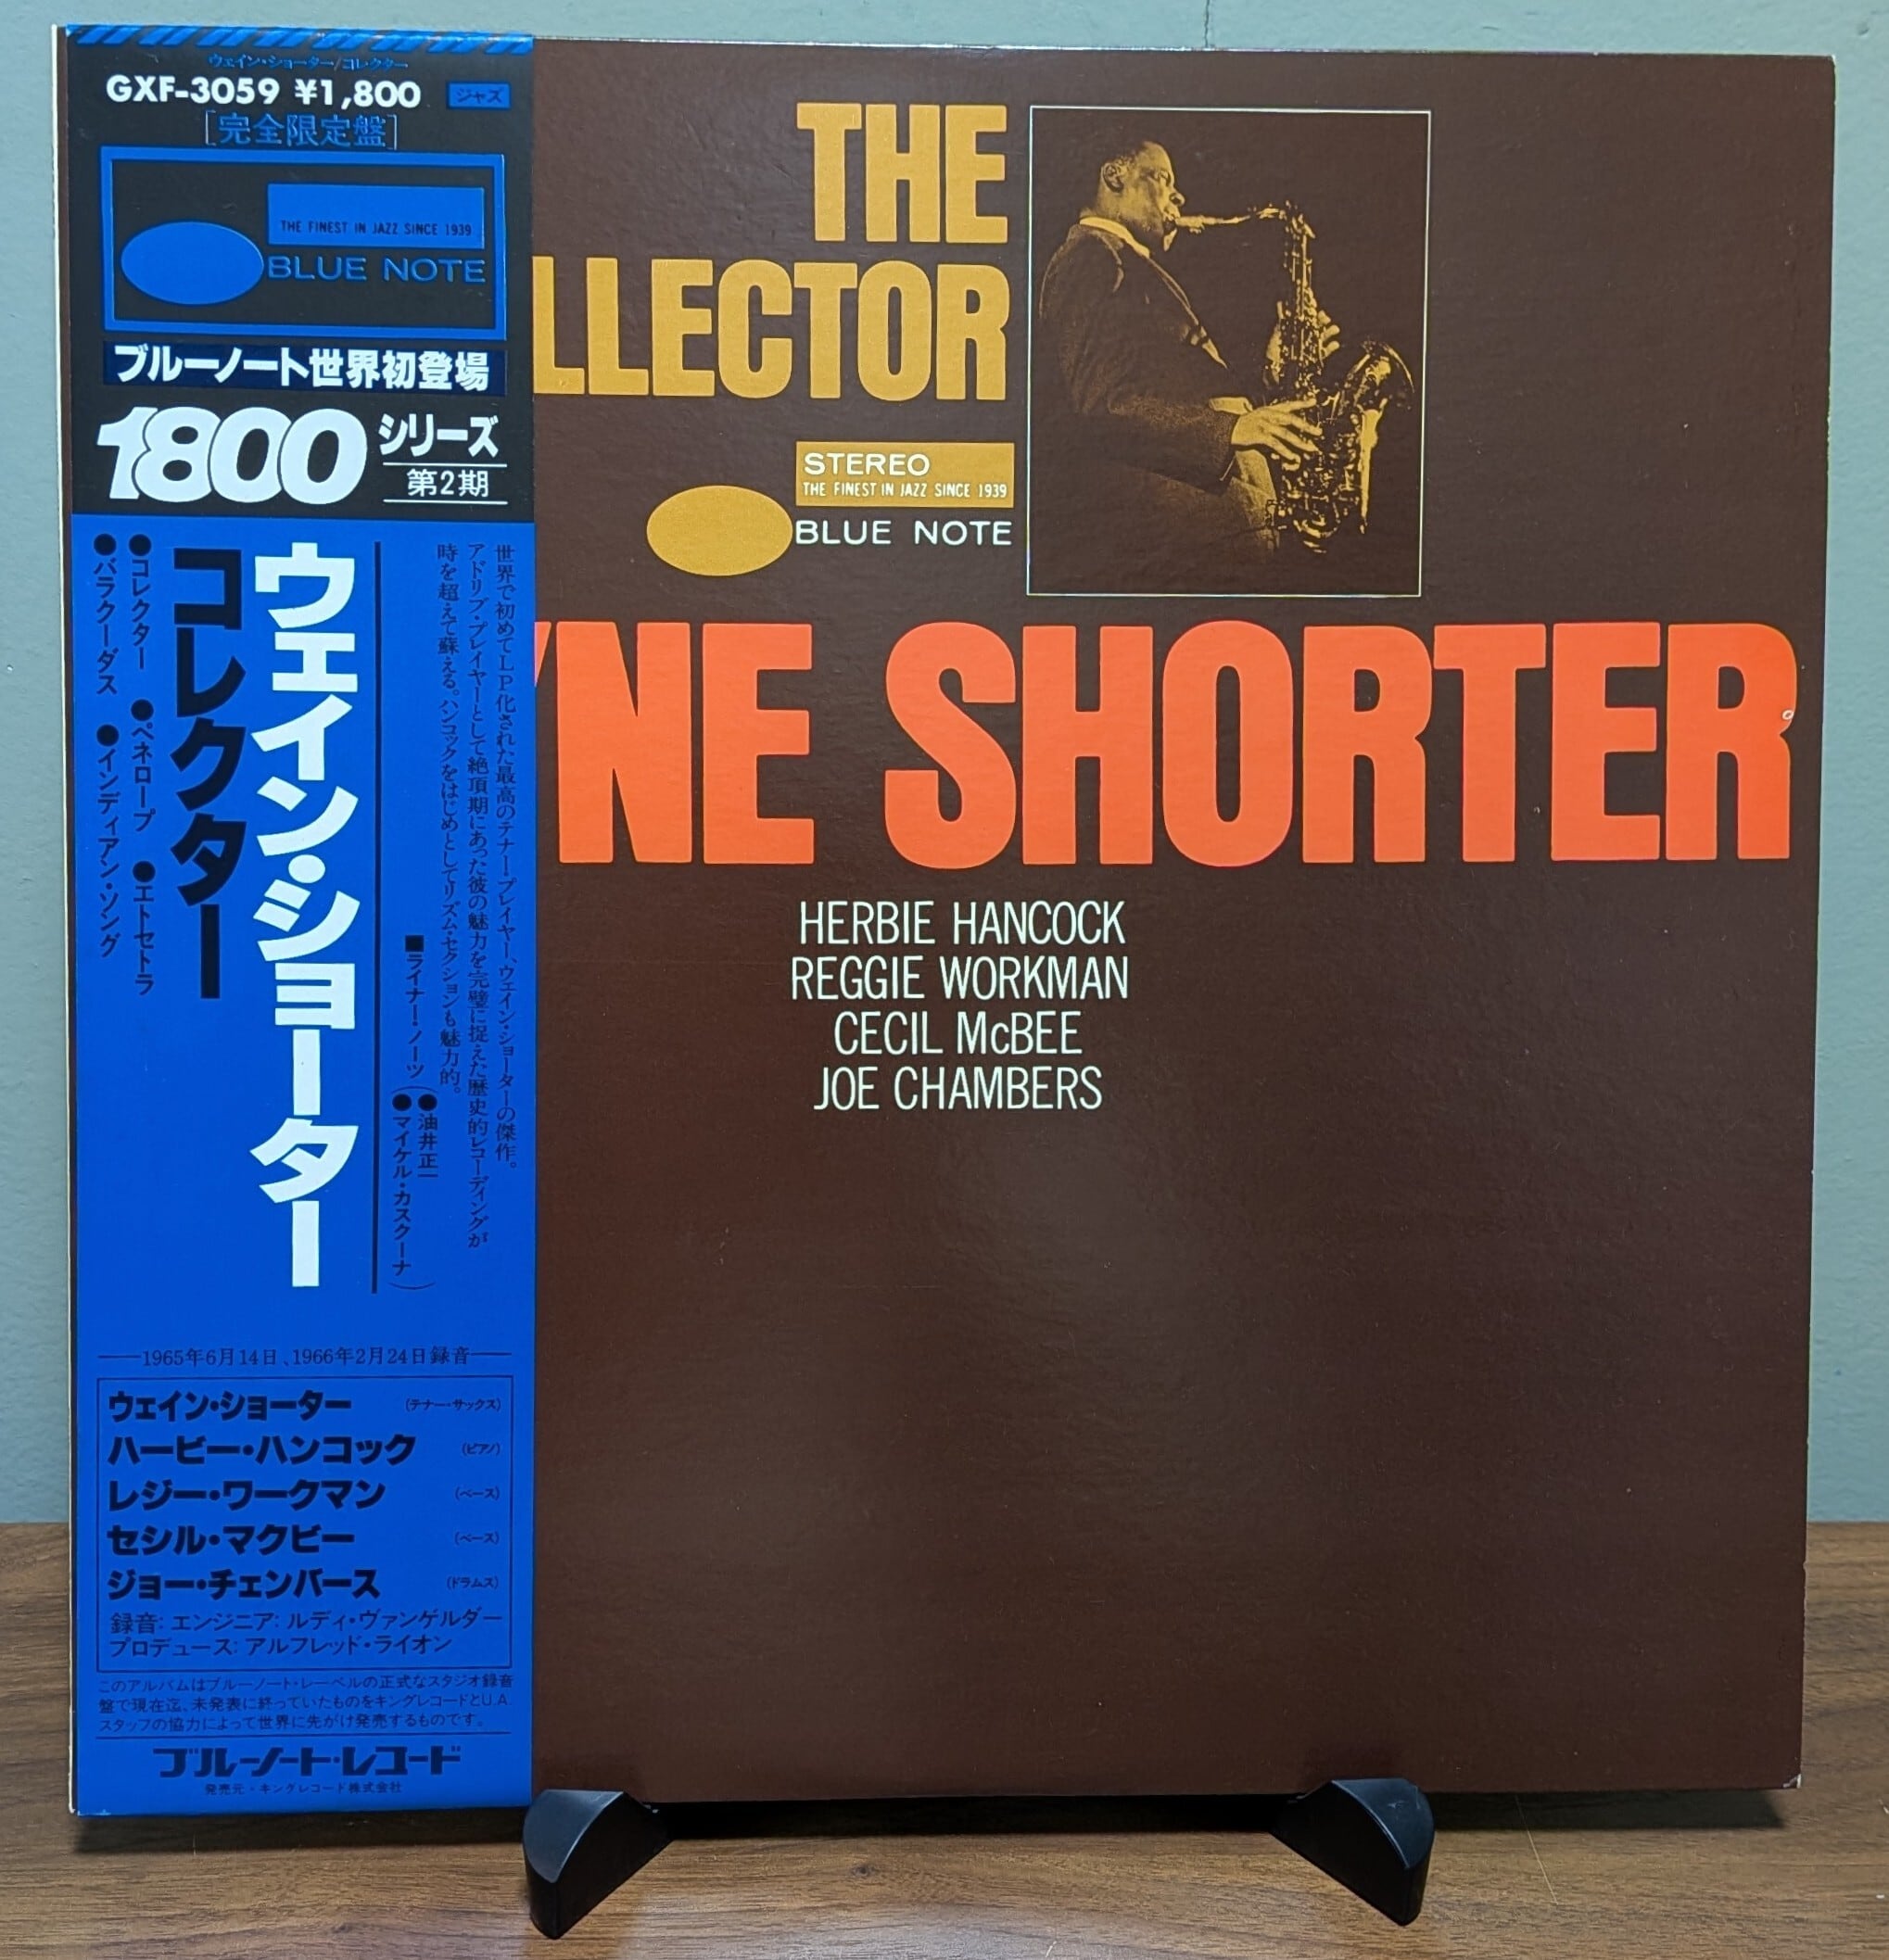 ウェイン・ショーター/コレクター
GXF-3059 ¥1,800 ジャズ
[完全限定盤]
THE FINEST IN JAZZ SINCE 1939
BLUE NOTE
ブルーノート世界初登場
1800 シリーズ
第2期
世界で初めてLP化された最高のテナー・プレイヤー、ウェイン・ショーターの傑作。
アドリブ・プレイヤーとして絶頂期にあった彼の魅力を完璧に捉えた歴史的レコーディングが
時を超えて蘇える。ハンコックをはじめとしてリズム・セクションも魅力的。
■ライナー・ノーツ(●油井正一
●マイケル・カスクーナ)
ウェイン・ショーター
コレクター
●コレクター ●ペネロープ ●エトセトラ
●バラクーダス ●インディアン・ソング
1965年6月14日、1966年2月24日録音
ウェイン・ショーター (テナー・サックス)
ハービー・ハンコック (ピアノ)
レジー・ワークマン (ベース)
セシル・マクビー (ベース)
ジョー・チェンバース (ドラムス)
録音: エンジニア: ルディ・ヴァンゲルダー
プロデュース: アルフレッド・ライオン
このアルバムはブルーノート・レーベルの正式なスタジオ録音
盤で現在迄、未発表に終っていたものをキングレコードとU.A.
スタッフの協力によって世界に先がけ発売するものです。
ブルーノート・レコード
発売元・キングレコード株式会社
THE
LLECTOR
STEREO
THE FINEST IN JAZZ SINCE 1939
BLUE NOTE
YNE SHORTER
HERBIE HANCOCK
REGGIE WORKMAN
CECIL McBEE
JOE CHAMBERS